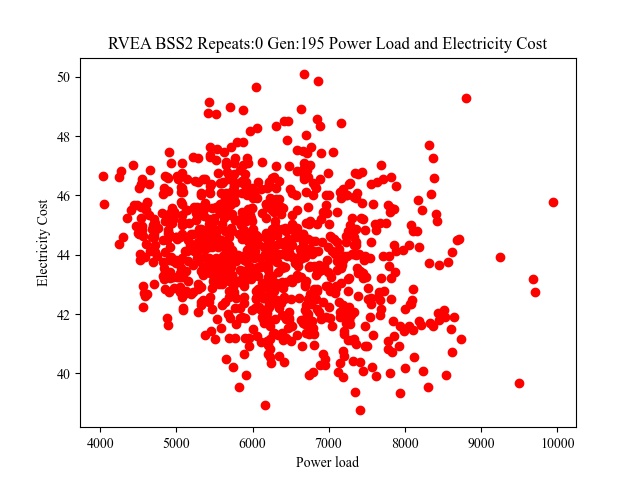 RVEA BSS2 Repeats:0 Gen:195 Power Load and Electricity Cost
50
48
46
44
42
40
Electricity Cost
4000 5000 6000 7000 8000 9000 10000
Power load